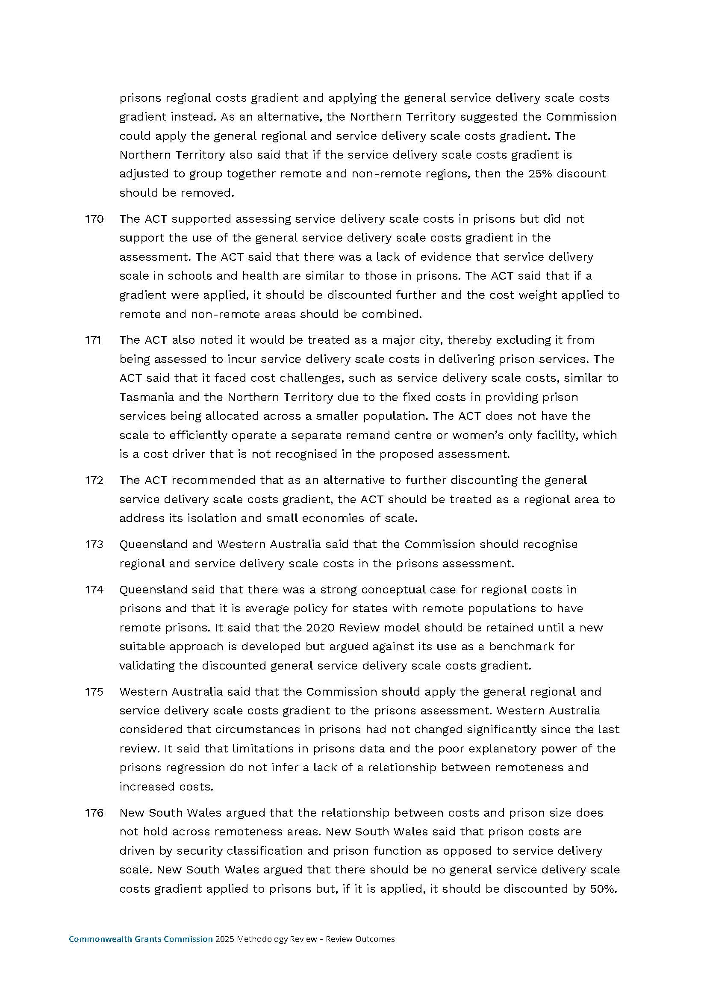 prisons regional costs gradient and applying the general service delivery scale costs
gradient instead. As an alternative, the Northern Territory suggested the Commission
could apply the general regional and service delivery scale costs gradient. The
Northern Territory also said that if the service delivery scale costs gradient is
adjusted to group together remote and non-remote regions, then the 25% discount
should be removed.
170 The ACT supported assessing service delivery scale costs in prisons but did not
support the use of the general service delivery scale costs gradient in the
assessment. The ACT said that there was a lack of evidence that service delivery
scale in schools and health are similar to those in prisons. The ACT said that if a
gradient were applied, it should be discounted further and the cost weight applied to
remote and non-remote areas should be combined.
171 The ACT also noted it would be treated as a major city, thereby excluding it from
being assessed to incur service delivery scale costs in delivering prison services. The
ACT said that it faced cost challenges, such as service delivery scale costs, similar to
Tasmania and the Northern Territory due to the fixed costs in providing prison
services being allocated across a smaller population. The ACT does not have the
scale to efficiently operate a separate remand centre or women’s only facility, which
is a cost driver that is not recognised in the proposed assessment.
172 The ACT recommended that as an alternative to further discounting the general
service delivery scale costs gradient, the ACT should be treated as a regional area to
address its isolation and small economies of scale.
173 Queensland and Western Australia said that the Commission should recognise
regional and service delivery scale costs in the prisons assessment.
174 Queensland said that there was a strong conceptual case for regional costs in
prisons and that it is average policy for states with remote populations to have
remote prisons. It said that the 2020 Review model should be retained until a new
suitable approach is developed but argued against its use as a benchmark for
validating the discounted general service delivery scale costs gradient.
175 Western Australia said that the Commission should apply the general regional and
service delivery scale costs gradient to the prisons assessment. Western Australia
considered that circumstances in prisons had not changed significantly since the last
review. It said that limitations in prisons data and the poor explanatory power of the
prisons regression do not infer a lack of a relationship between remoteness and
increased costs.
176 New South Wales argued that the relationship between costs and prison size does
not hold across remoteness areas. New South Wales said that prison costs are
driven by security classification and prison function as opposed to service delivery
scale. New South Wales argued that there should be no general service delivery scale
costs gradient applied to prisons but, if it is applied, it should be discounted by 50%.
Commonwealth Grants Commission 2025 Methodology Review – Review Outcomes